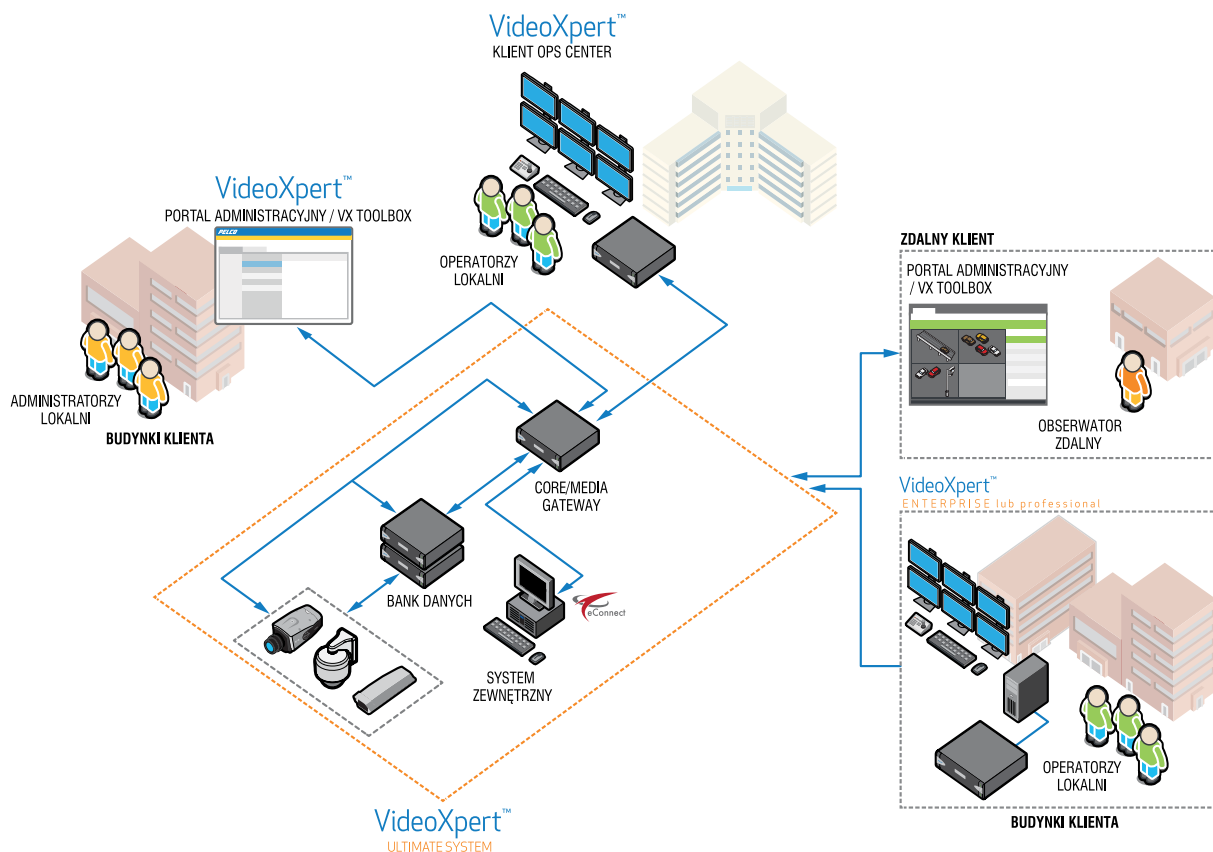 VideoXpert™
KLIENT OPS CENTER
VideoXpert™
PORTAL ADMINISTRACYJNY / VX TOOLBOX
PELCO
OPERATORZY
LOKALNI
ADMINISTRATORZY
LOKALNI
BUDYNKI KLIENTA
ZDALNY KLIENT
PORTAL ADMINISTRACYJNY
/ VX TOOLBOX
OBSERWATOR
ZDALNY
CORE/MEDIA
GATEWAY
BANK DANYCH
eConnect
SYSTEM
ZEWNĘTRZNY
VideoXpert™
ENTERPRISE lub professional
OPERATORZY
LOKALNI
BUDYNKI KLIENTA
VideoXpert™
ULTIMATE SYSTEM